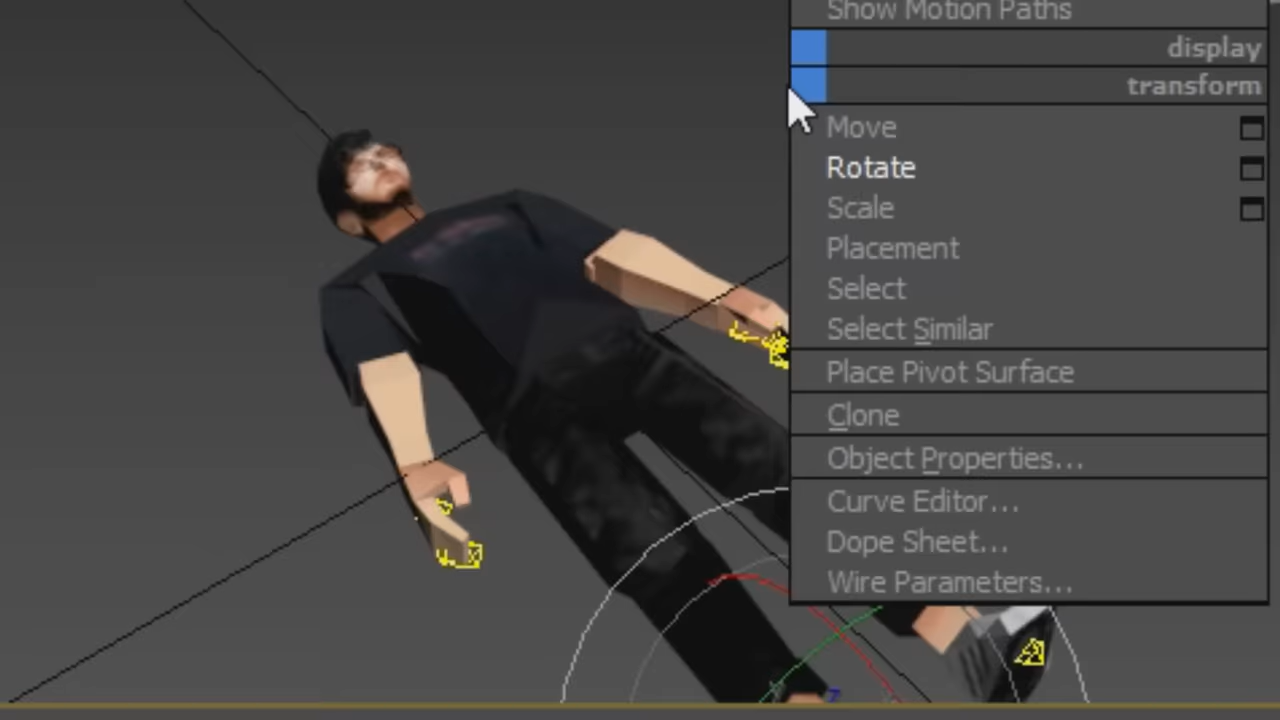 Show Motion Paths
display
transform
Move
Rotate
Scale
Placement
Select
Select Similar
Place Pivot Surface
Clone
Object Properties...
Curve Editor...
Dope Sheet...
Wire Parameters...
z